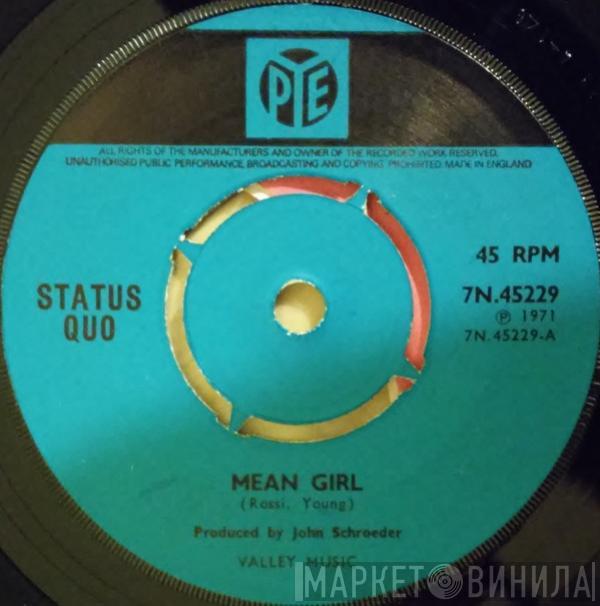 PYE
ALL RIGHTS OF THE MANUFACTURERS AND OWNER OF THE RECORDED WORK RESERVED.
UNAUTHORISED PUBLIC PERFORMANCE, BROADCASTING AND COPYING PROHIBITED. MADE IN ENGLAND
STATUS
QUO
45 RPM
7N.45229
℗ 1971
7N.45229-A
MEAN GIRL
(Rossi, Young)
Produced by John Schroeder
VALLEY MUSIC
МАРКЕТ ВИНИЛА